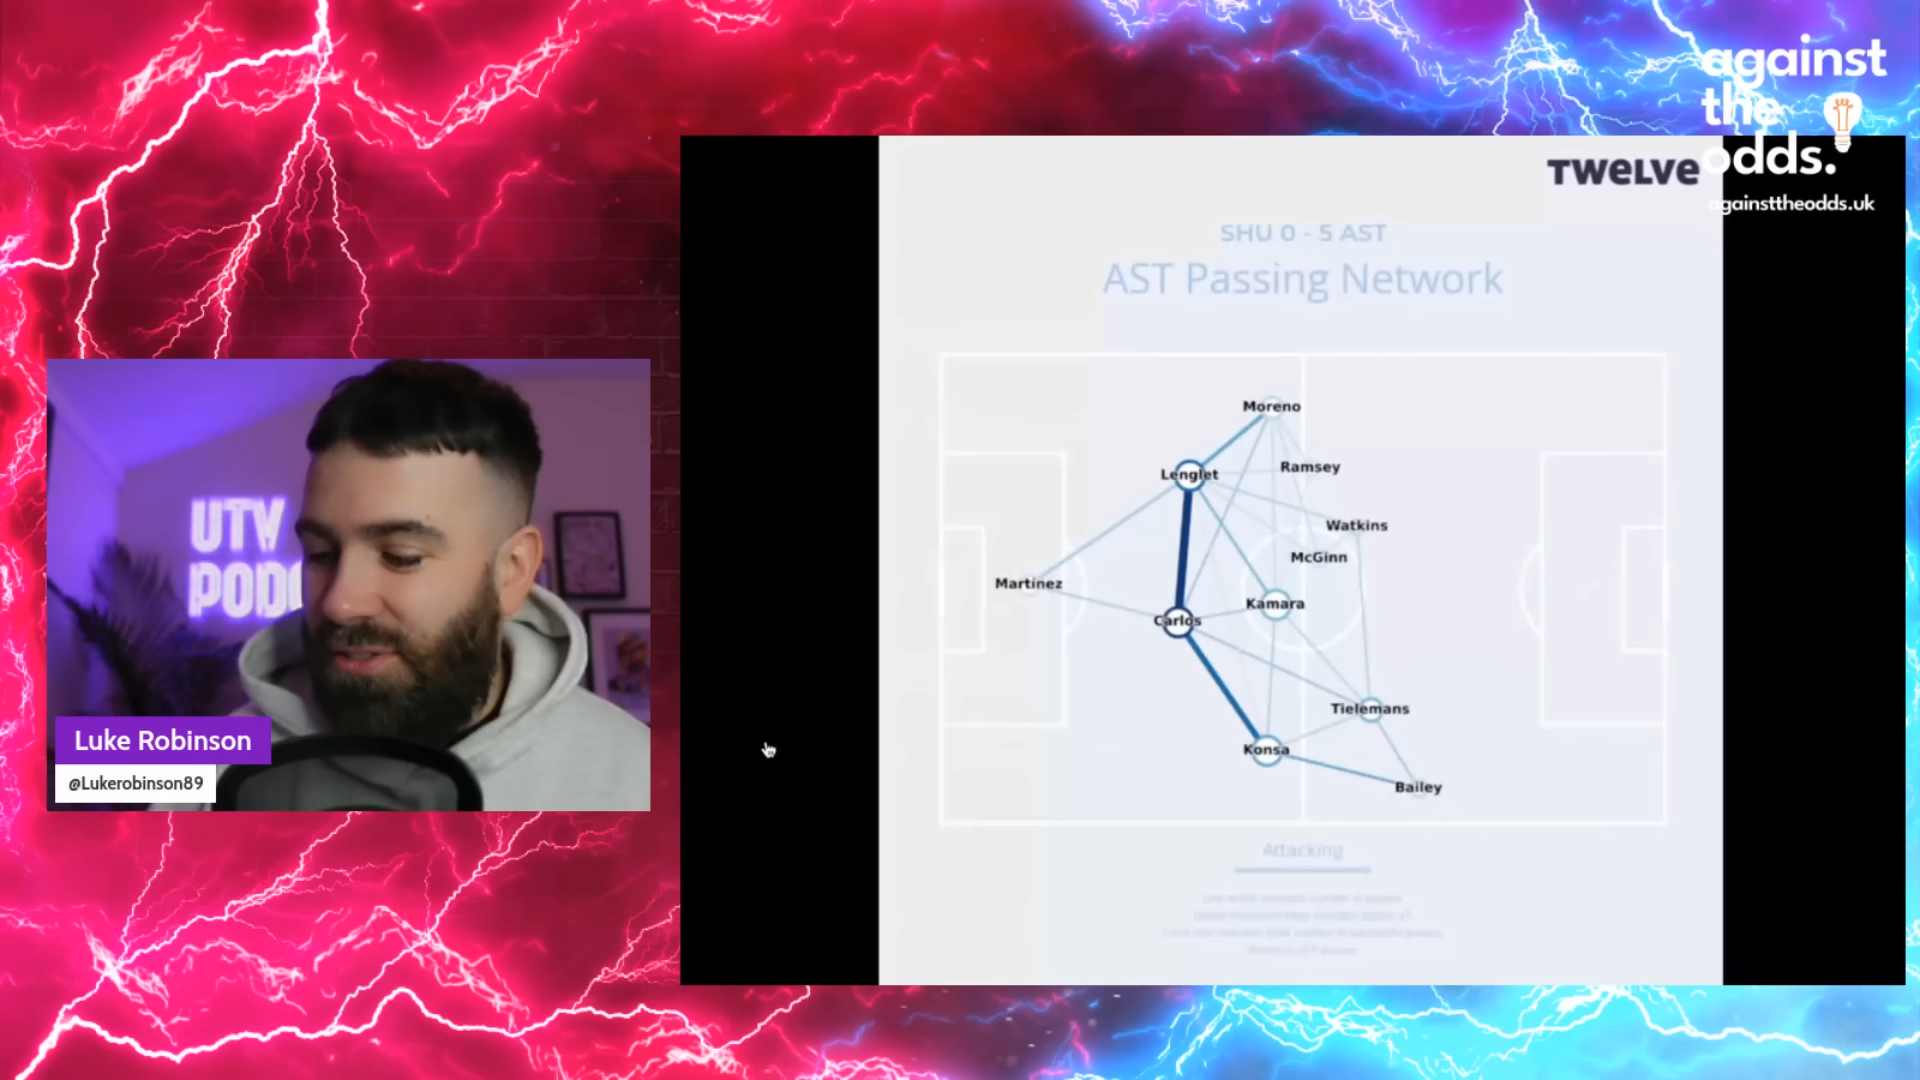 against
the
odds.
againsttheodds.uk
TWELVE
SHU 0 - 5 AST
AST Passing Network
Moreno
Ramsey
Lenglet
Watkins
McGinn
Martinez
Kamara
Carlos
Tielemans
Konsa
Bailey
Attacking
UTV
Luke Robinson
@Lukerobinson89